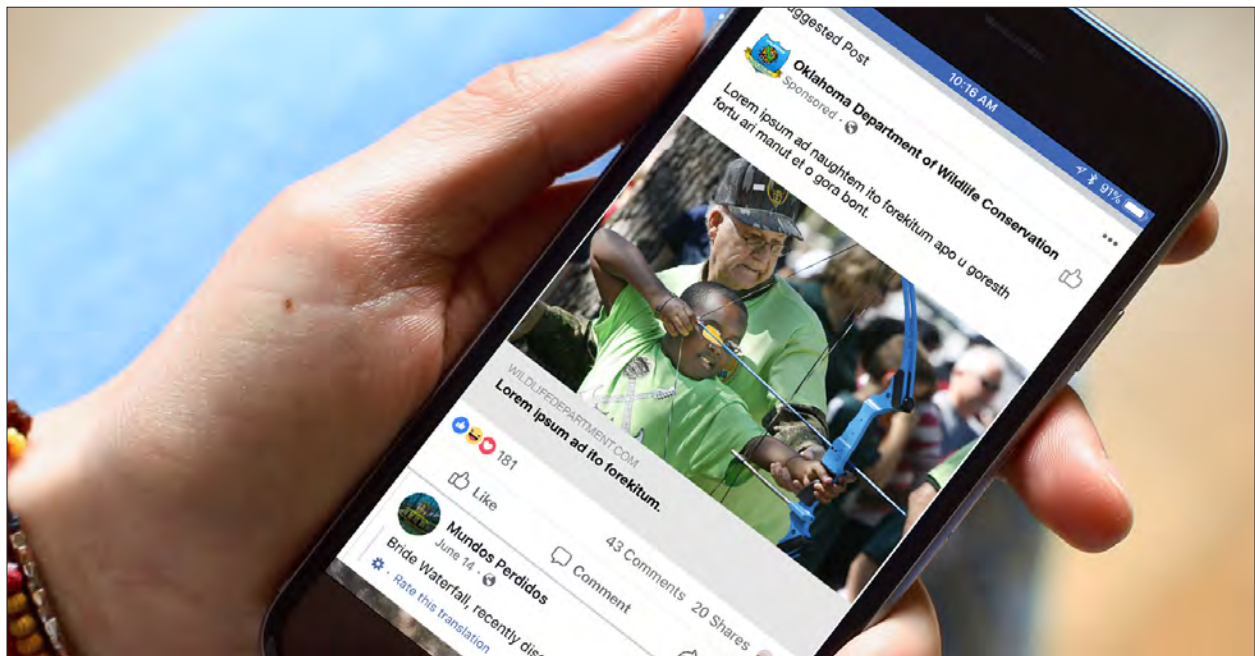 10:16 AM
91%
uggested Post
Oklahoma Department of Wildlife Conservation
Sponsored ·
Lorem ipsum ad naughtem ito forekitum apo u goresth
fortu ari manut et o gora bont.
WILDLIFEDEPARTMENT.COM
Lorem ipsum ad ito forekitum.
181
43 Comments 20 Shares
Like
Comment
Mundos Perdidos
June 14 ·
Bride Waterfall, recently disc
· Rate this translation